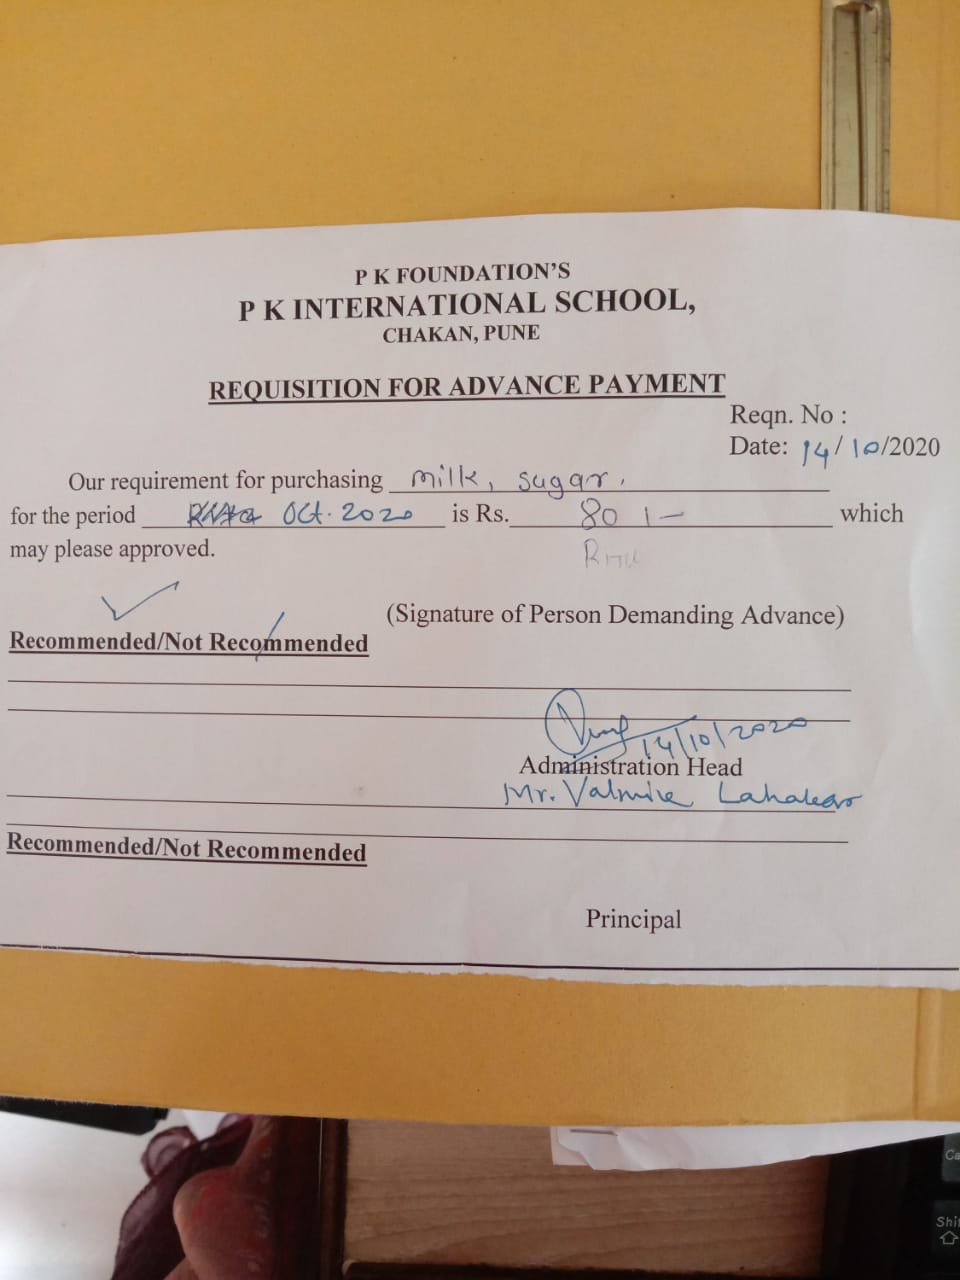 P K FOUNDATION'S
P K INTERNATIONAL SCHOOL,
CHAKAN, PUNE
REQUISITION FOR ADVANCE PAYMENT
Reqn. No :
Date: 14/10/2020
Our requirement for purchasing milk, sugar,
for the period Oct. 2020 is Rs. 80/- which
may please approved.
(Signature of Person Demanding Advance)
Recommended/Not Recommended
14/10/2020
Administration Head
Mr.
Recommended/Not Recommended
Principal
Shi